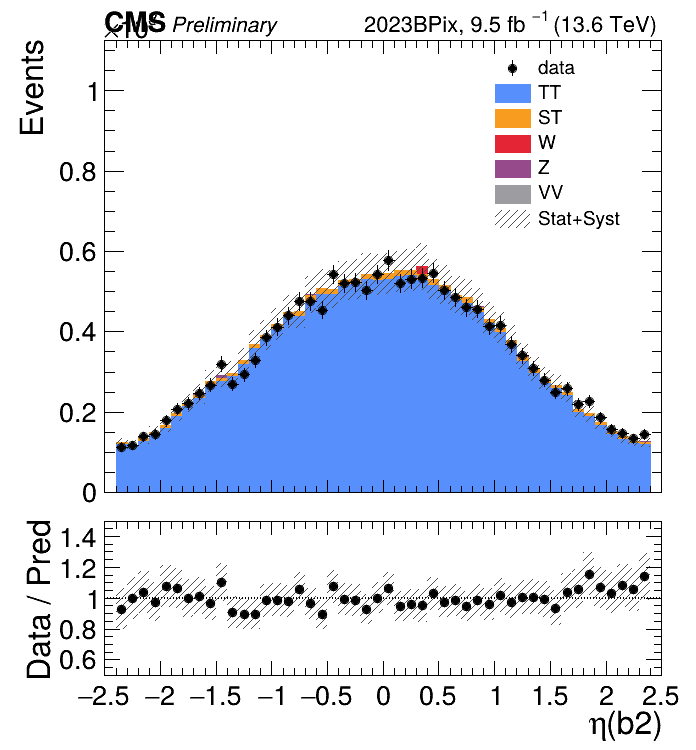 CMS Preliminary 2023BPix, 9.5 fb⁻¹ (13.6 TeV)
Events
data
TT
ST
W
Z
VV
Stat+Syst
1
0.8
0.6
0.4
0.2
0
Data / Pred
1.4
1.2
1
0.8
0.6
−2.5 −2 −1.5 −1 −0.5 0 0.5 1 1.5 2 2.5
η(b2)